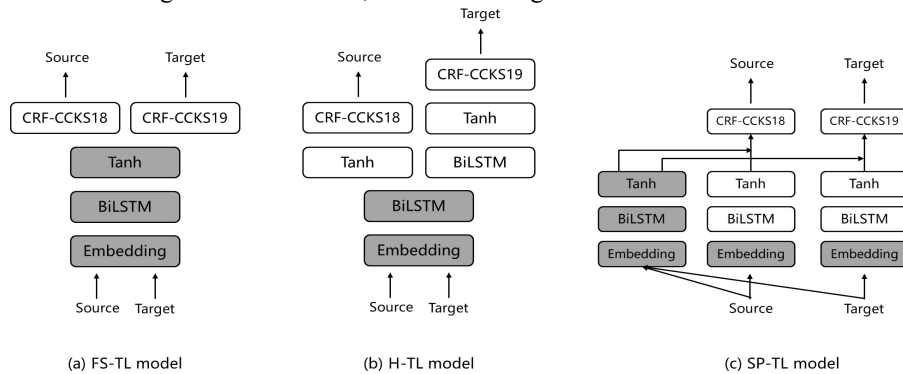 Target
Source
Target
CRF-CCKS19
Source
Target
CRF-CCKS18
CRF-CCKS19
CRF-CCKS18
Tanh
CRF-CCKS18
CRF-CCKS19
Tanh
Tanh
BiLSTM
Tanh
Tanh
Tanh
BiLSTM
BiLSTM
BiLSTM
BiLSTM
BiLSTM
Embedding
Embedding
Embedding
Embedding
Embedding
Source
Target
Source
Target
Source
Target
(a) FS-TL model
(b) H-TL model
(c) SP-TL model